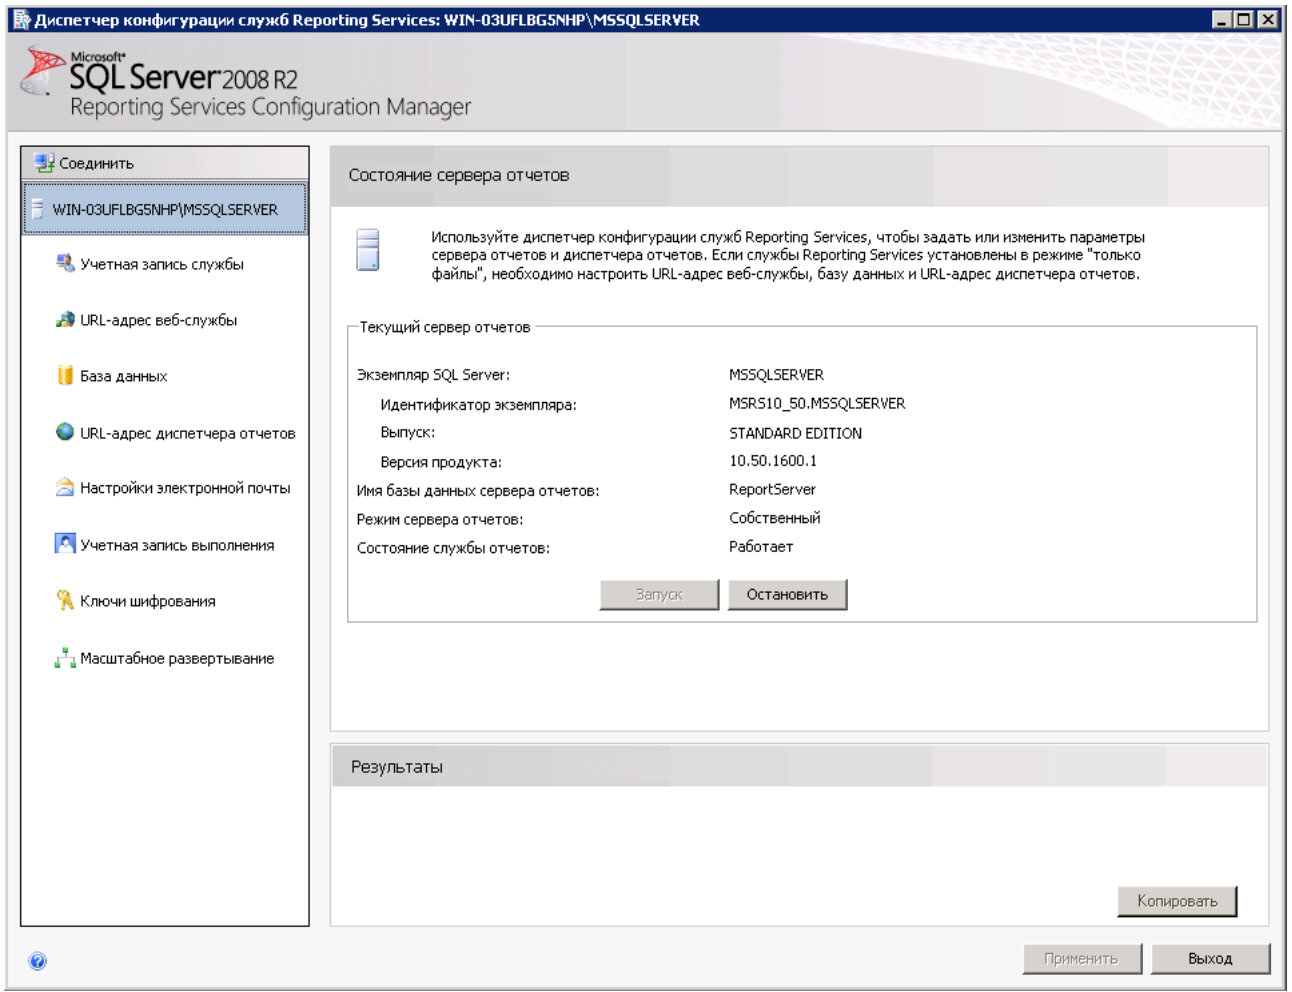 Диспетчер конфигурации служб Reporting Services: WIN-03UFLBG5NHP\MSSQLSERVER
Microsoft®
SQL Server® 2008 R2
Reporting Services Configuration Manager
Соединить
WIN-03UFLBG5NHP\MSSQLSERVER
Учетная запись службы
URL-адрес веб-службы
База данных
URL-адрес диспетчера отчетов
Настройки электронной почты
Учетная запись выполнения
Ключи шифрования
Масштабное развертывание
Состояние сервера отчетов
Используйте диспетчер конфигурации служб Reporting Services, чтобы задать или изменить параметры
сервера отчетов и диспетчера отчетов. Если службы Reporting Services установлены в режиме "только
файлы", необходимо настроить URL-адрес веб-службы, базу данных и URL-адрес диспетчера отчетов.
Текущий сервер отчетов
Экземпляр SQL Server: MSSQLSERVER
Идентификатор экземпляра: MSRS10_50.MSSQLSERVER
Выпуск: STANDARD EDITION
Версия продукта: 10.50.1600.1
Имя базы данных сервера отчетов: ReportServer
Режим сервера отчетов: Собственный
Состояние службы отчетов: Работает
Запуск Остановить
Результаты
Копировать
Применить Выход